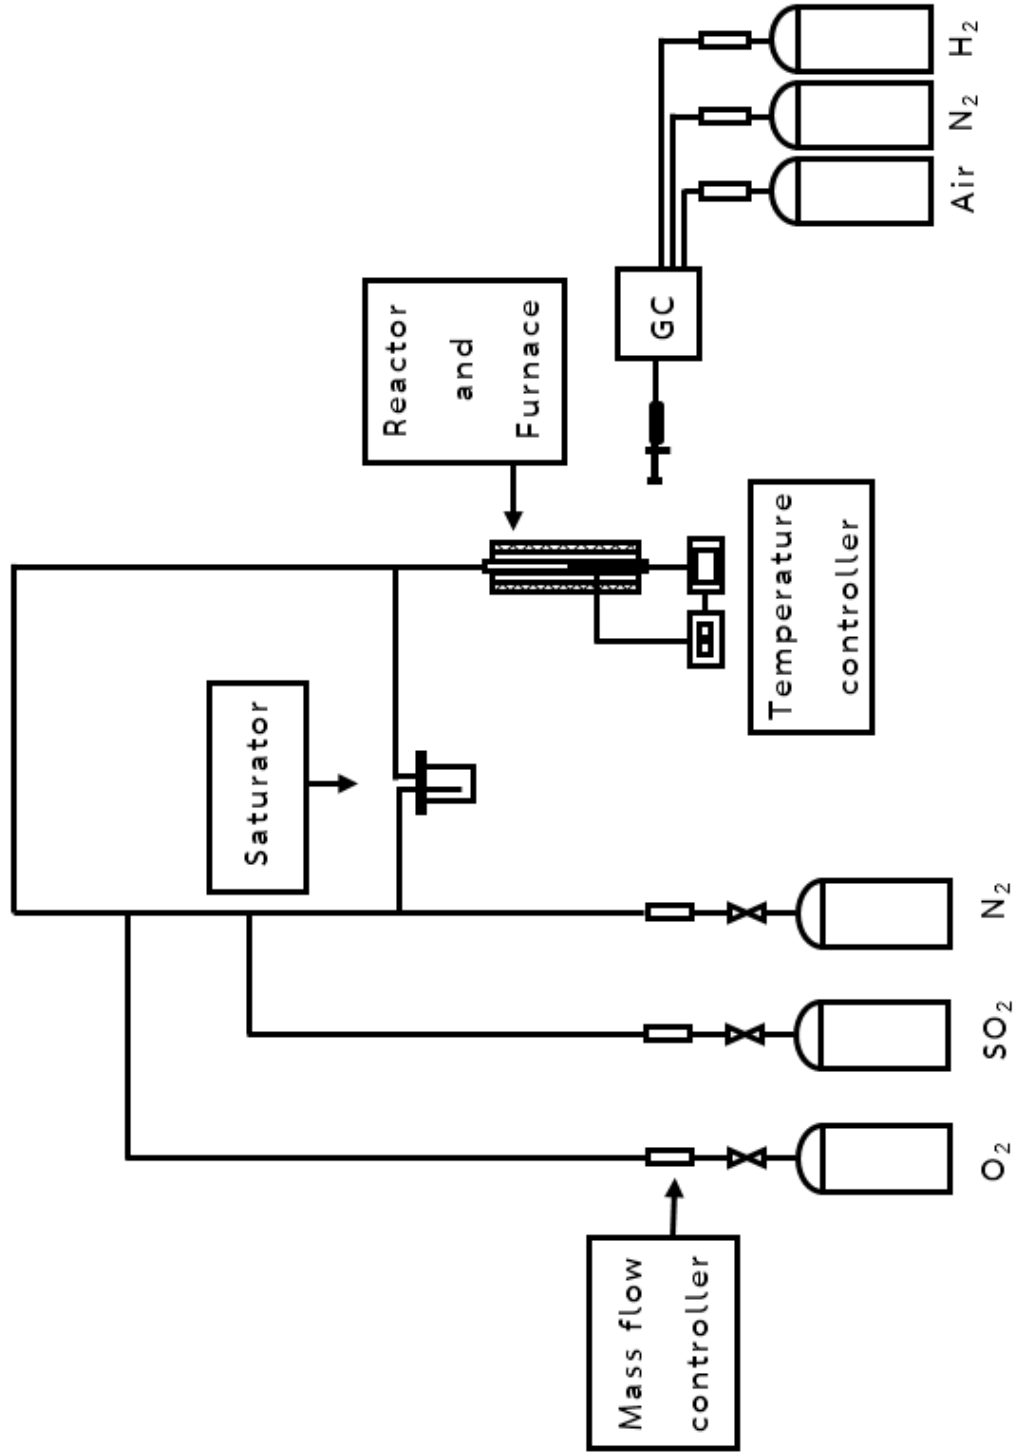 Saturator
Reactor
and
Furnace
Mass flow
controller
Temperature
controller
GC
O₂
SO₂
N₂
Air
N₂
H₂